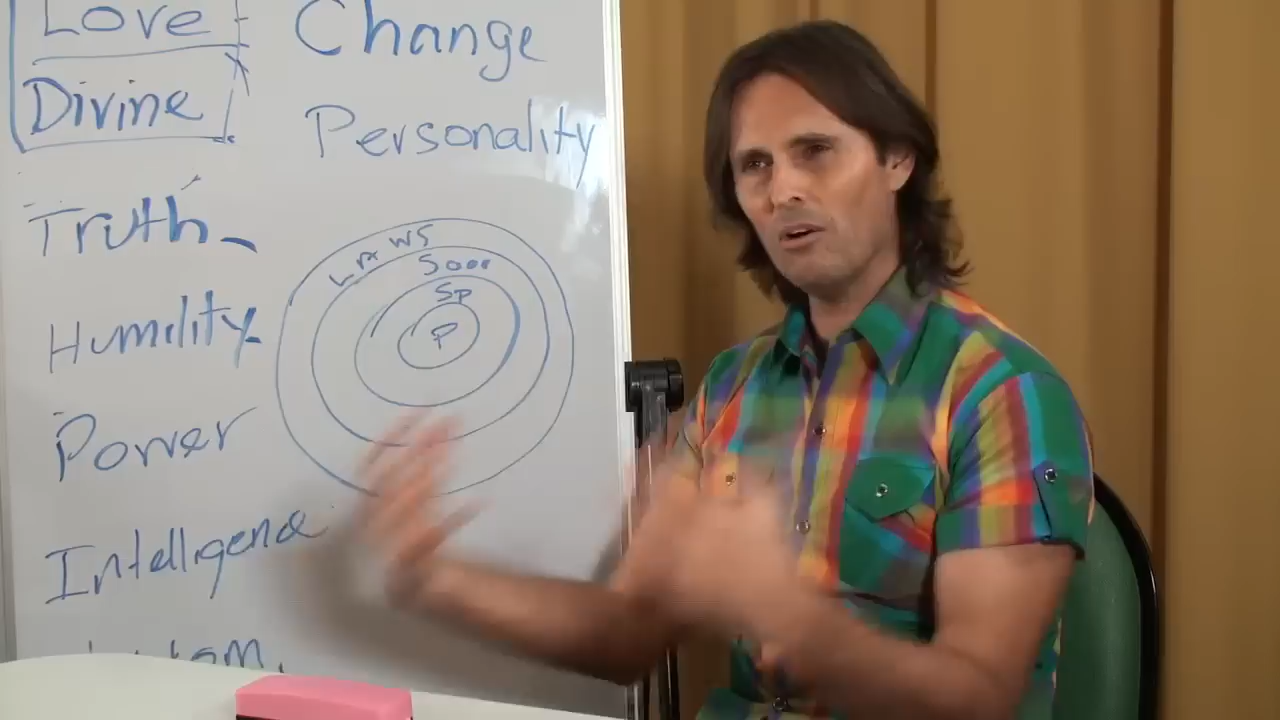 Love
Divine
Truth
Humility
Power
Intelligence
Change
Personality
LAWS
Soul
Sp
P